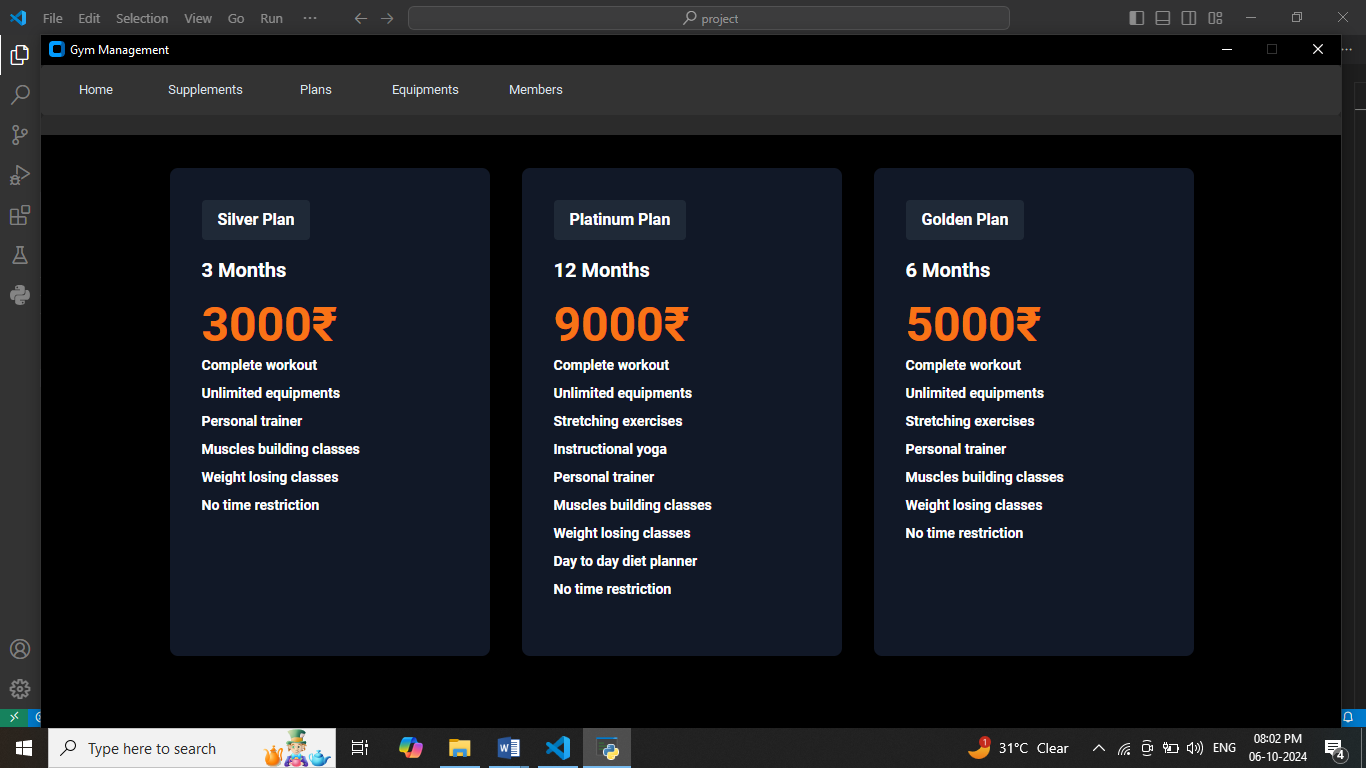 File Edit Selection View Go Run ...
project
Gym Management
Home Supplements Plans Equipments Members
Silver Plan
3 Months
3000₹
Complete workout
Unlimited equipments
Personal trainer
Muscles building classes
Weight losing classes
No time restriction
Platinum Plan
12 Months
9000₹
Complete workout
Unlimited equipments
Stretching exercises
Instructional yoga
Personal trainer
Muscles building classes
Weight losing classes
Day to day diet planner
No time restriction
Golden Plan
6 Months
5000₹
Complete workout
Unlimited equipments
Stretching exercises
Personal trainer
Muscles building classes
Weight losing classes
No time restriction
Type here to search
1
31°C Clear
ENG
08:02 PM
06-10-2024
4